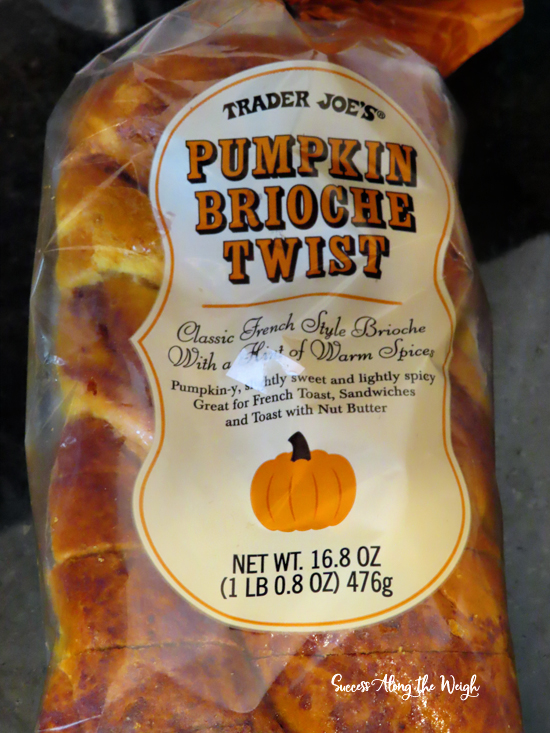 TRADER JOE'S®
PUMPKIN
BRIOCHE
TWIST
Classic French Style Brioche
With a Hint of Warm Spices
Pumpkin-y, slightly sweet and lightly spicy
Great for French Toast, Sandwiches
and Toast with Nut Butter
NET WT. 16.8 OZ
(1 LB 0.8 OZ) 476g
Success Along the Weigh